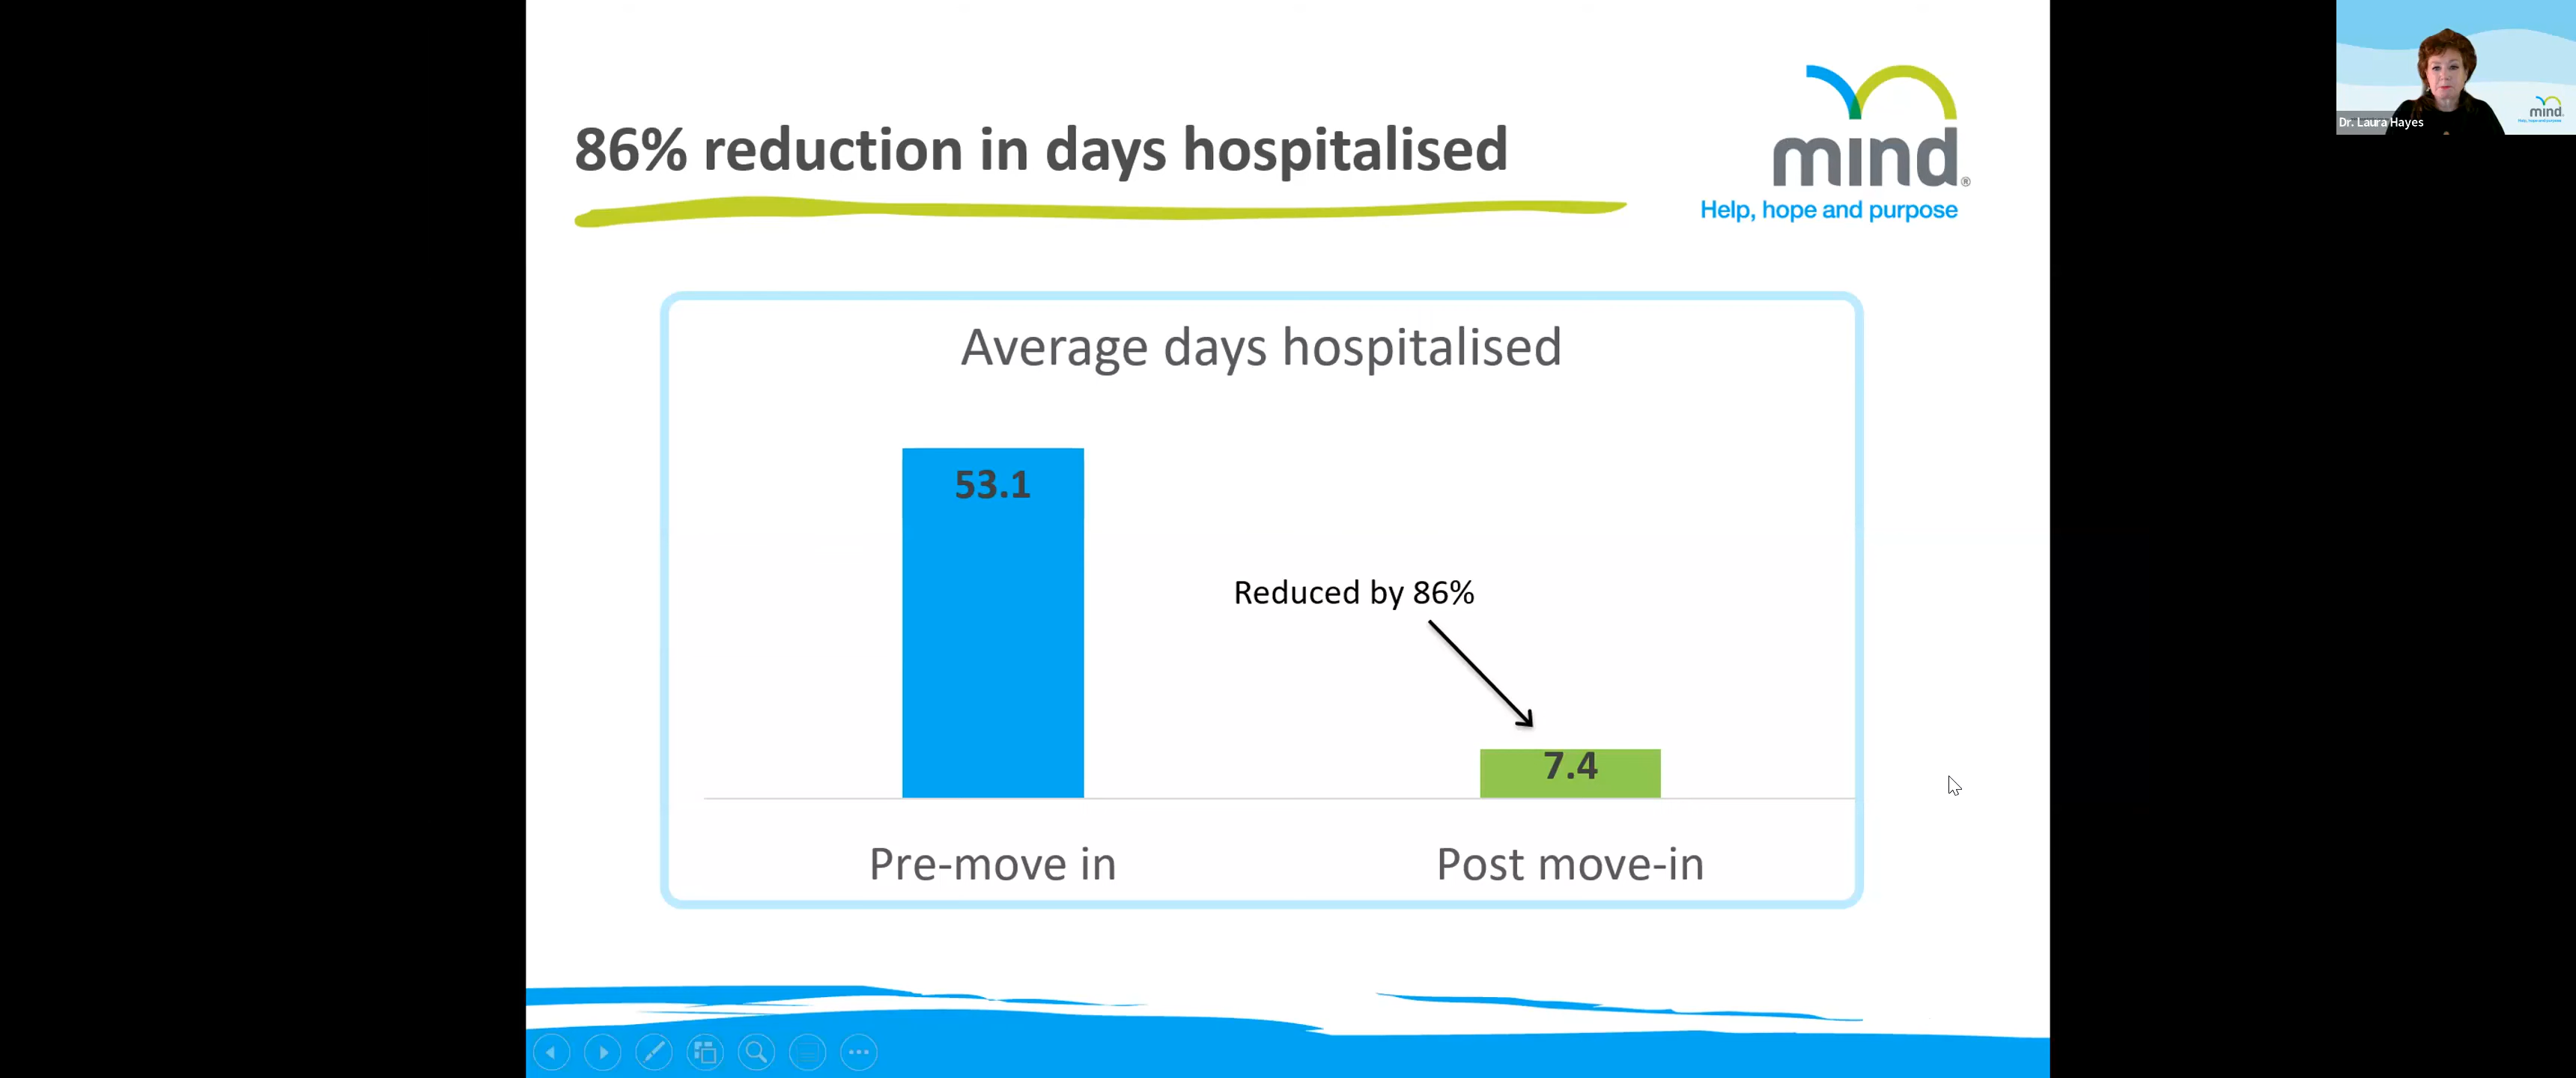 86% reduction in days hospitalised
mind®
Help, hope and purpose
Dr. Laura Hayes
mind
Average days hospitalised
53.1
Reduced by 86%
7.4
Pre-move in
Post move-in